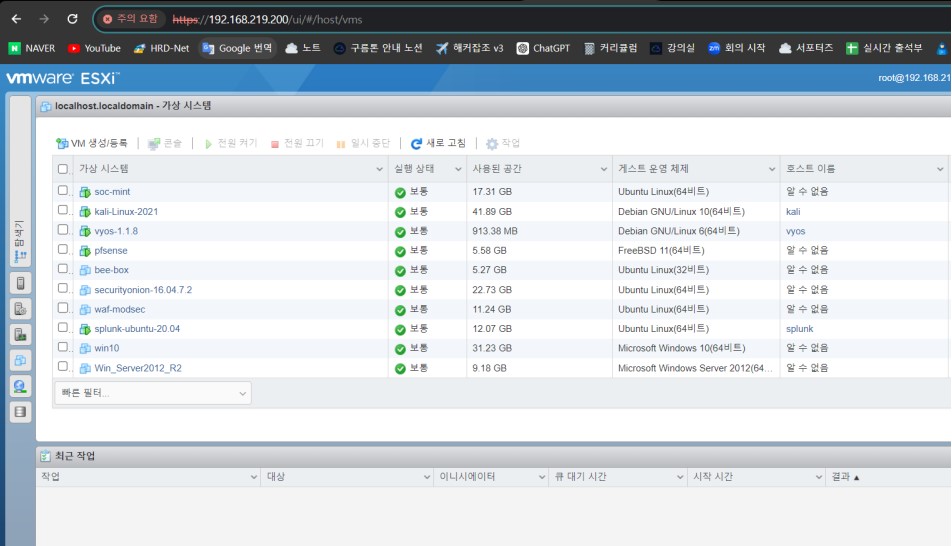 주의 요함 https://192.168.219.200/ui/#/host/vms
NAVER YouTube HRD-Net Google 번역 노트 구름톤 안내 노션 해커잡조 v3 ChatGPT 커리큘럼 강의실 zm 회의 시작 서포터즈 실시간 출석부
vmware ESXi™ root@192.168.21
localhost.localdomain - 가상 시스템
VM 생성/등록 콘솔 전원 켜기 전원 끄기 일시 중단 새로 고침 작업
가상 시스템 실행 상태 사용된 공간 게스트 운영 체제 호스트 이름
soc-mint 보통 17.31 GB Ubuntu Linux(64비트) 알 수 없음
kali-Linux-2021 보통 41.89 GB Debian GNU/Linux 10(64비트) kali
vyos-1.1.8 보통 913.38 MB Debian GNU/Linux 6(64비트) vyos
pfsense 보통 5.58 GB FreeBSD 11(64비트) 알 수 없음
bee-box 보통 5.27 GB Ubuntu Linux(32비트) 알 수 없음
securityonion-16.04.7.2 보통 22.73 GB Ubuntu Linux(64비트) 알 수 없음
waf-modsec 보통 11.24 GB Ubuntu Linux(64비트) 알 수 없음
splunk-ubuntu-20.04 보통 12.07 GB Ubuntu Linux(64비트) splunk
win10 보통 31.23 GB Microsoft Windows 10(64비트) 알 수 없음
Win_Server2012_R2 보통 9.18 GB Microsoft Windows Server 2012(64... 알 수 없음
빠른 필터...
탐색기
최근 작업
작업 대상 이니시에이터 큐 대기 시간 시작 시간 결과 ▲